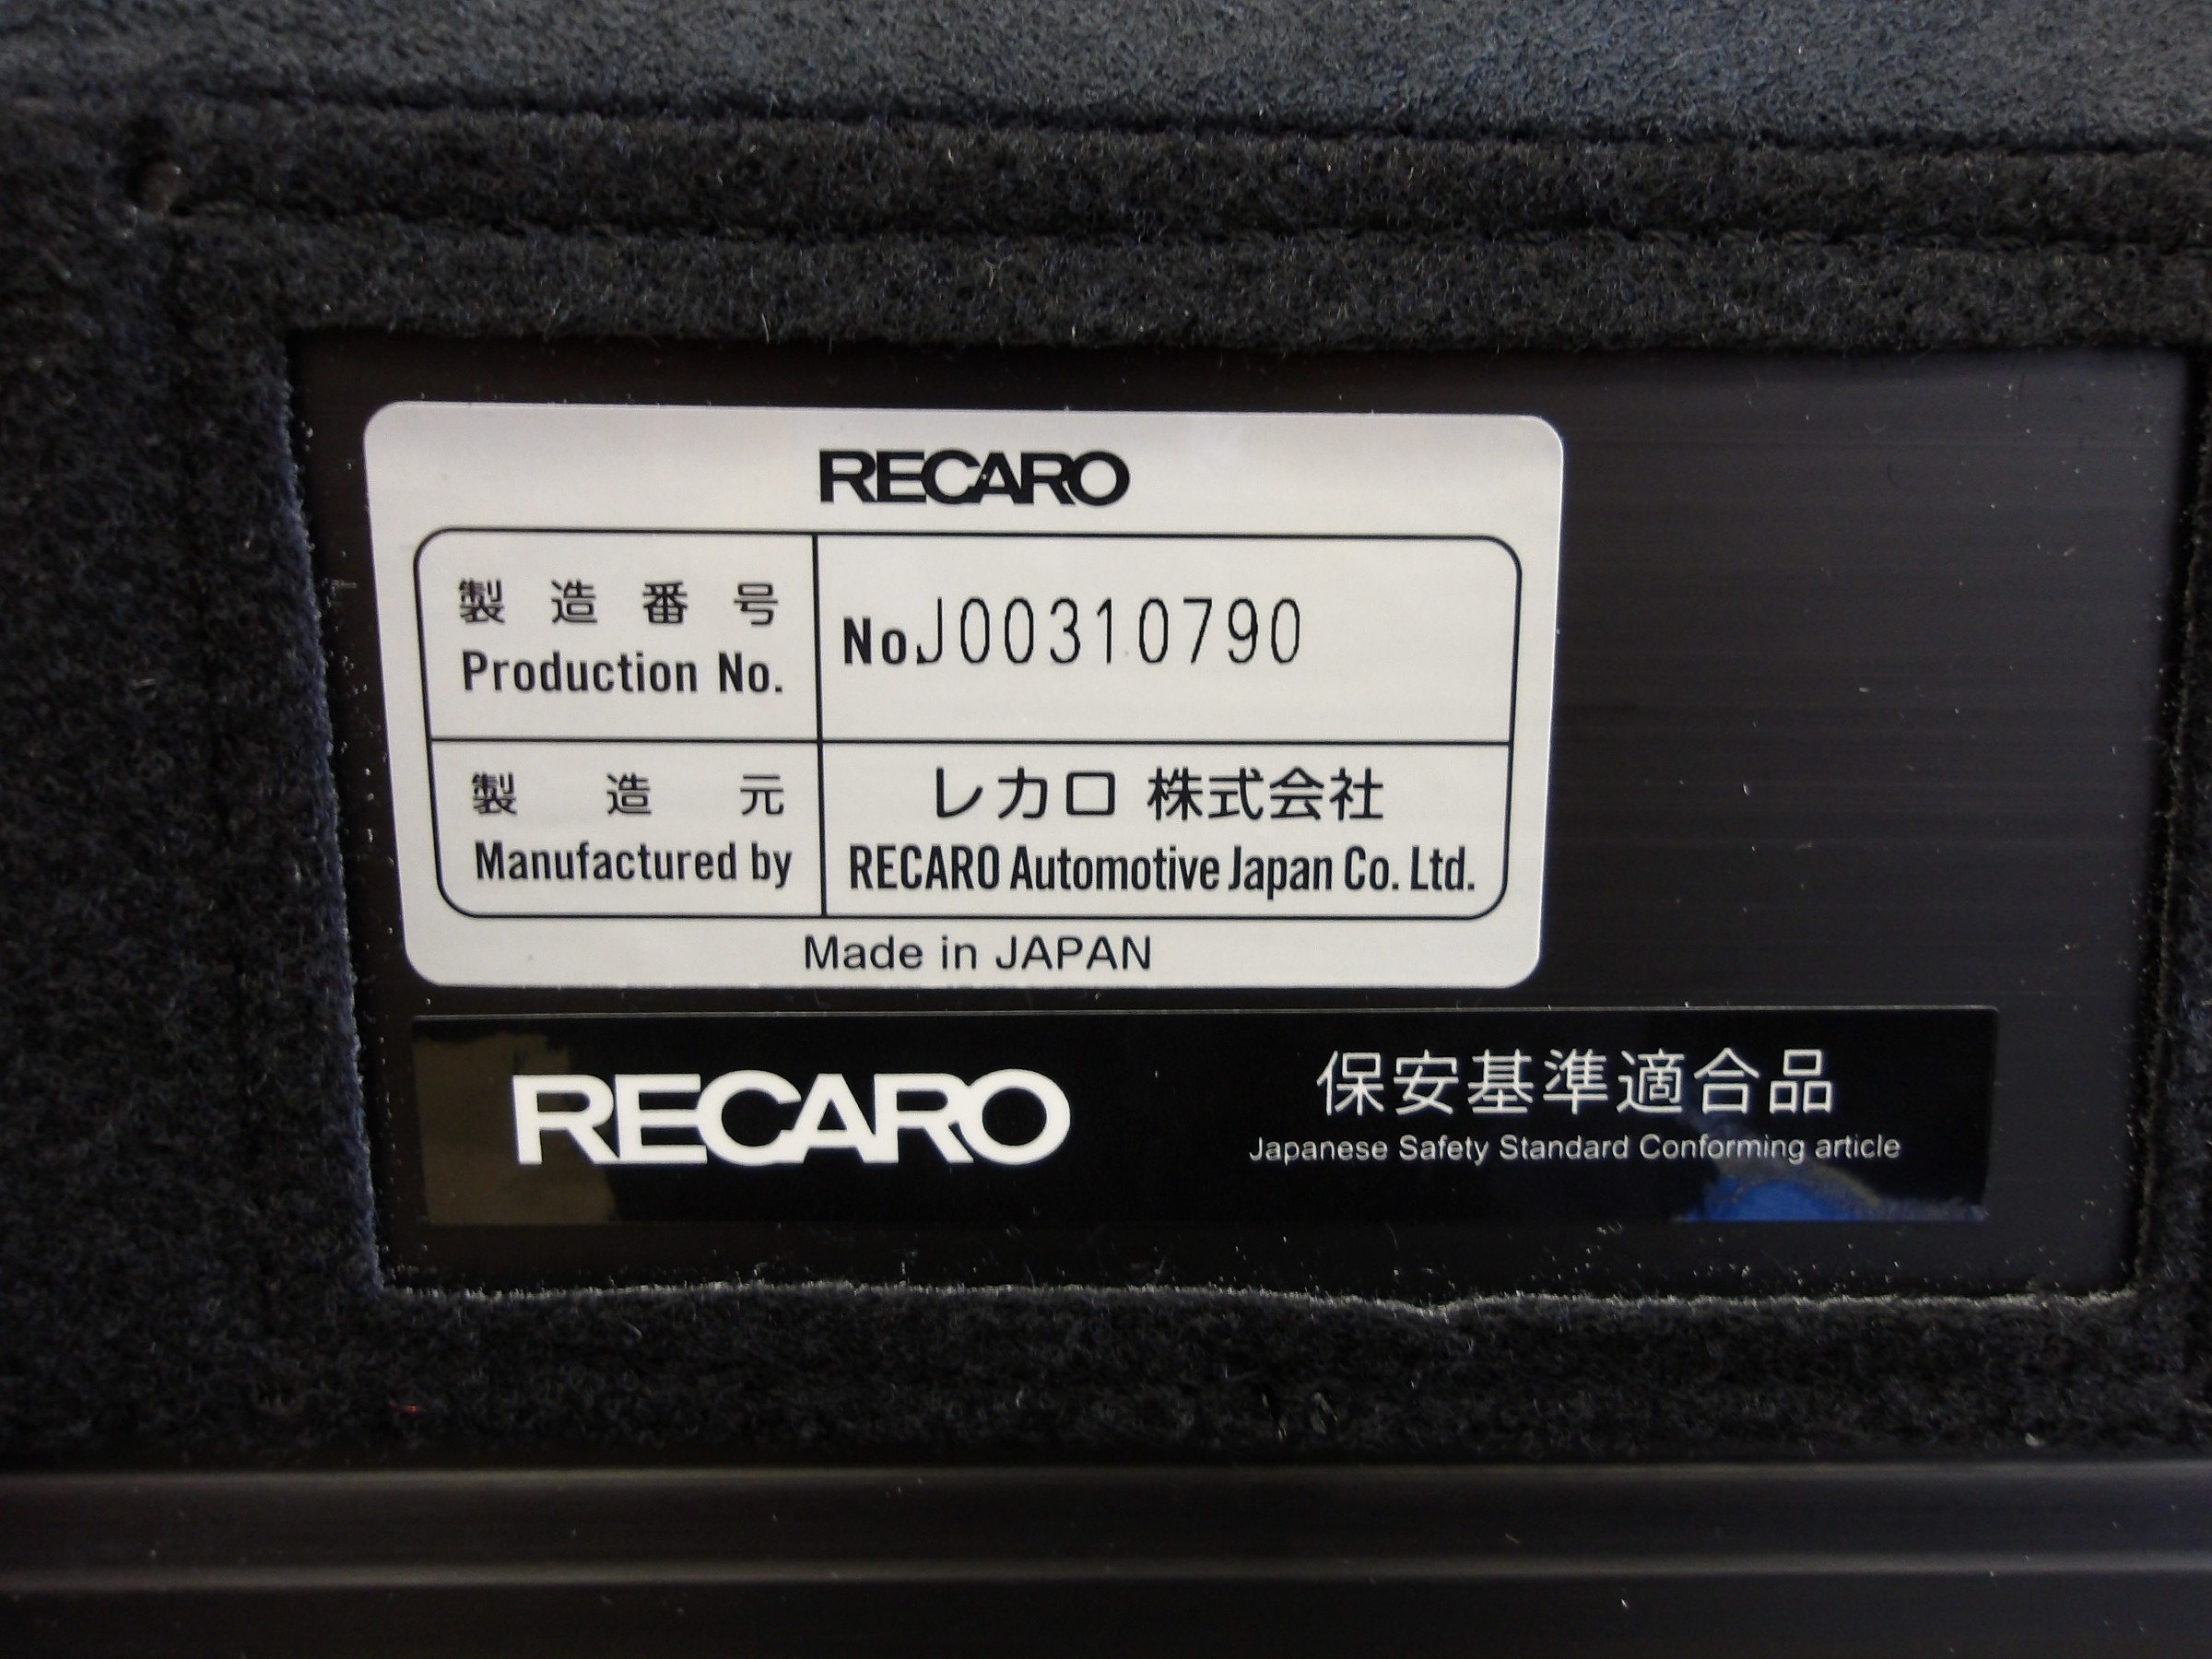 RECARO
製造番号
Production No.
No.J00310790
製造元
Manufactured by
レカロ 株式会社
RECARO Automotive Japan Co. Ltd.
Made in JAPAN
RECARO
保安基準適合品
Japanese Safety Standard Conforming article